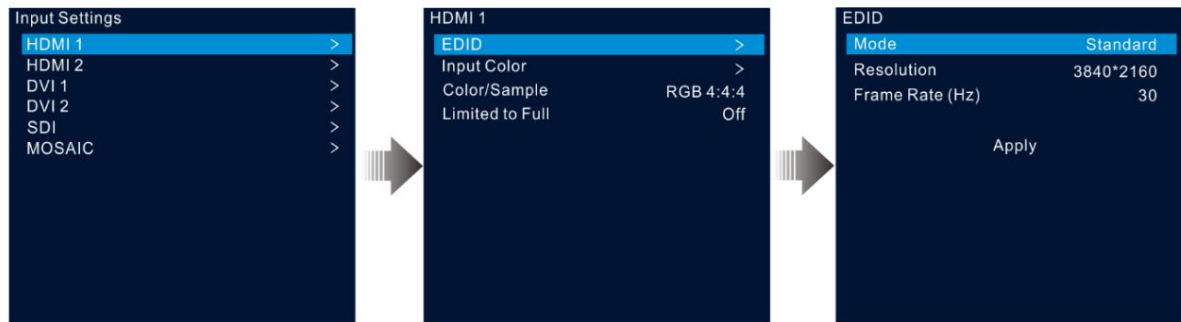 Input Settings
HDMI 1 >
HDMI 2 >
DVI 1 >
DVI 2 >
SDI >
MOSAIC >
HDMI 1
EDID >
Input Color >
Color/Sample RGB 4:4:4
Limited to Full Off
EDID
Mode Standard
Resolution 3840*2160
Frame Rate (Hz) 30
Apply